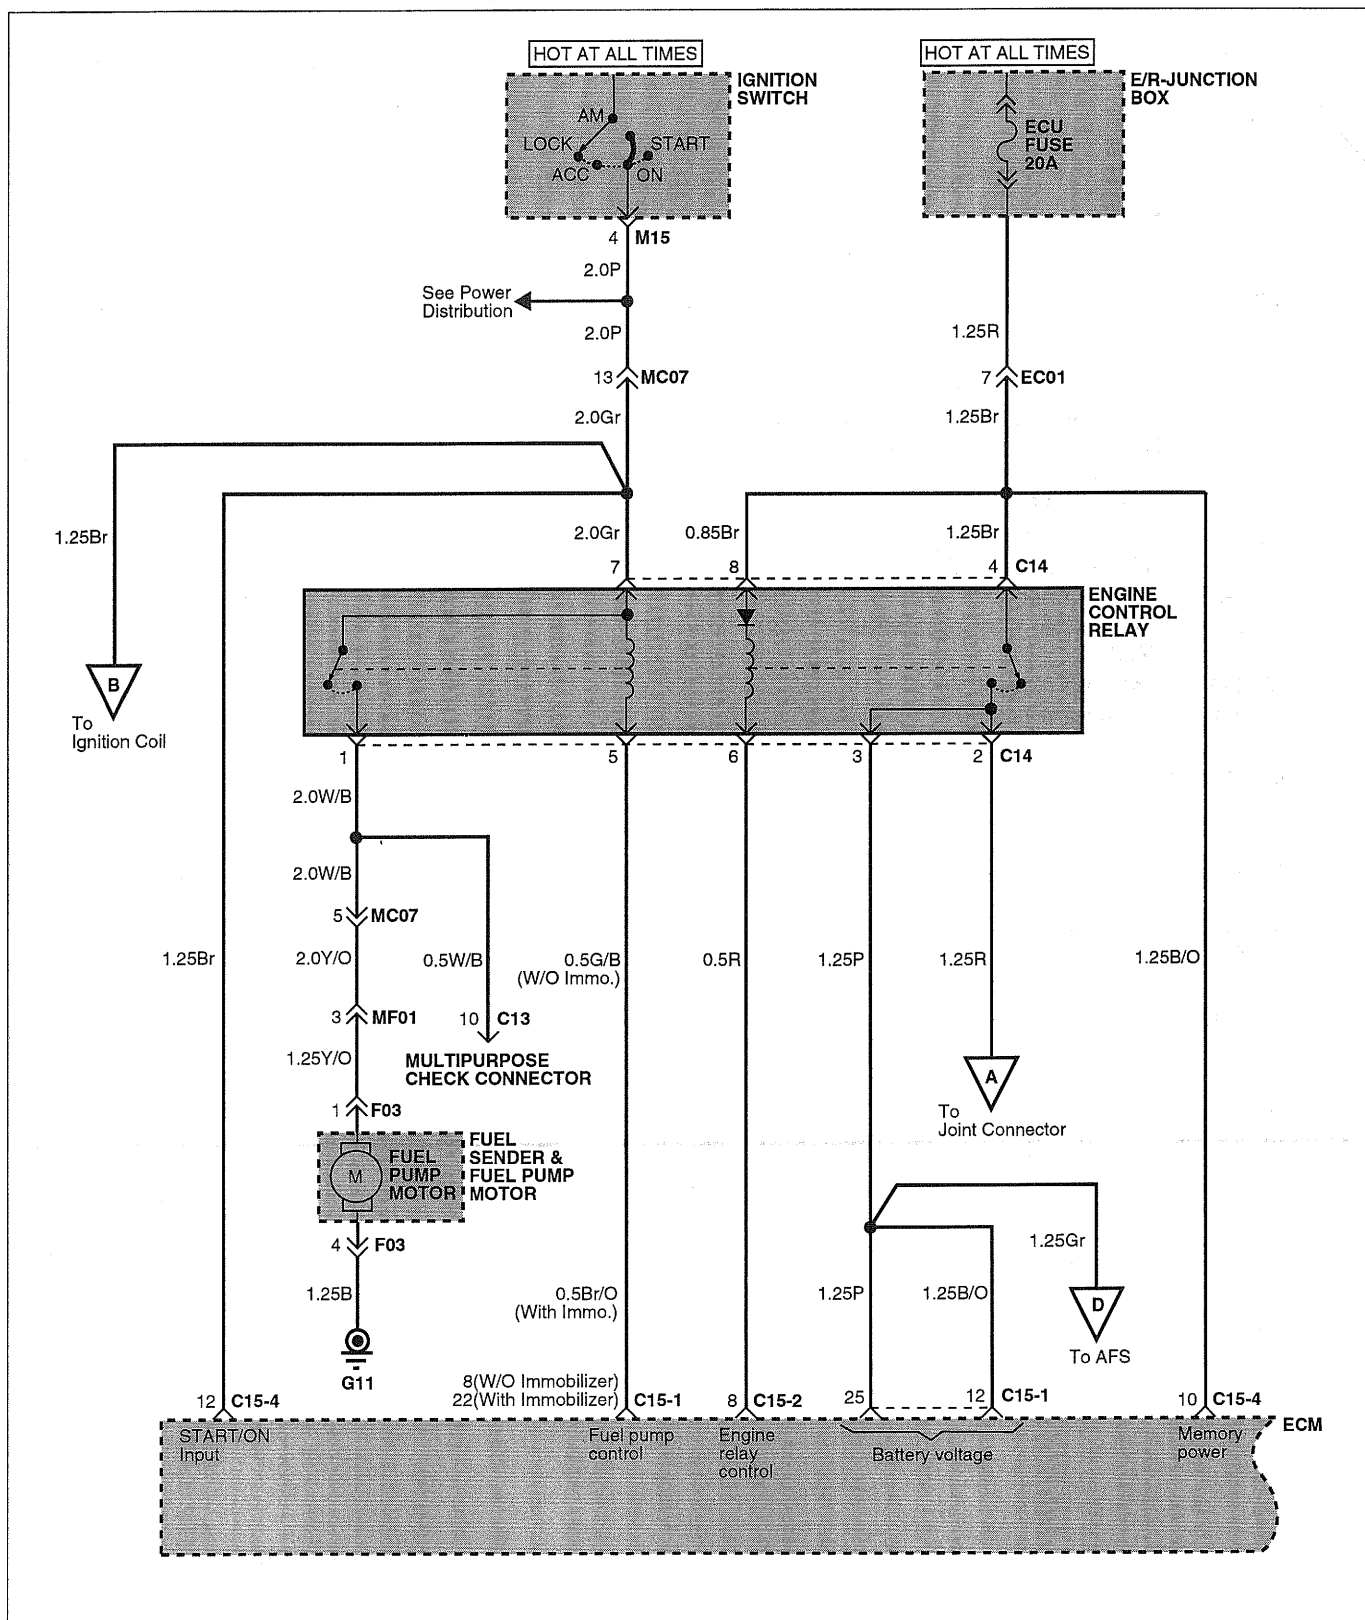 HOT AT ALL TIMES
HOT AT ALL TIMES
IGNITION
SWITCH
E/R-JUNCTION
BOX
AM
LOCK
START
ACC
ON
ECU
FUSE
20A
4
M15
2.0P
See Power
Distribution
2.0P
1.25R
13
MC07
7
EC01
2.0Gr
1.25Br
1.25Br
2.0Gr
0.85Br
1.25Br
7
8
4
C14
ENGINE
CONTROL
RELAY
B
To
Ignition Coil
1
5
6
3
2
C14
2.0W/B
2.0W/B
5
MC07
1.25Br
2.0Y/O
0.5W/B
0.5G/B
(W/O Immo.)
0.5R
1.25P
1.25R
1.25B/O
3
MF01
10
C13
1.25Y/O
MULTIPURPOSE
CHECK CONNECTOR
A
To
Joint Connector
1
F03
FUEL
PUMP
MOTOR
M
FUEL
SENDER &
FUEL PUMP
MOTOR
4
F03
1.25Gr
1.25B
0.5Br/O
(With Immo.)
1.25P
1.25B/O
D
To AFS
G11
8(W/O Immobilizer)
22(With Immobilizer)
12
C15-4
C15-1
8
C15-2
25
12
C15-1
10
C15-4
ECM
START/ON
Input
Fuel pump
control
Engine
relay
control
Battery voltage
Memory
power